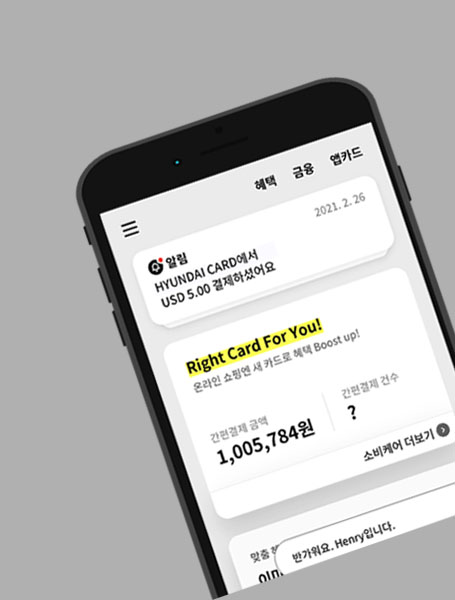 혜택 금융 앱카드
알림 2021. 2. 26
HYUNDAI CARD에서
USD 5.00 결제하셨어요
Right Card For You!
온라인 쇼핑엔 새 카드로 혜택 Boost up!
간편결제 금액 간편결제 건수
1,005,784원 ?
소비케어 더보기
맞춤
반가워요. Henry입니다.